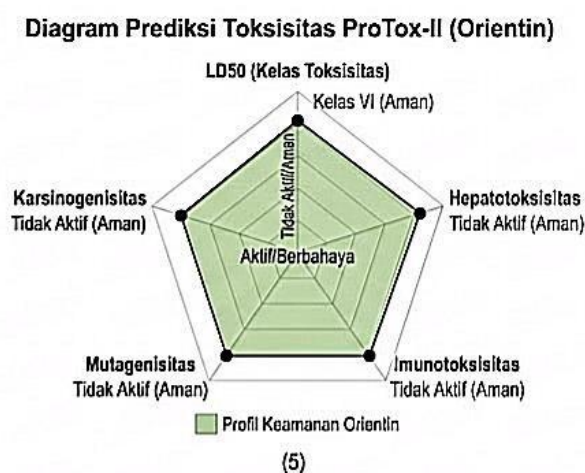 Diagram Prediksi Toksisitas ProTox-II (Orientin)
LD50 (Kelas Toksisitas)
Kelas VI (Aman)
Tidak Aktif/Aman
Karsinogenisitas
Tidak Aktif (Aman)
Hepatotoksisitas
Tidak Aktif (Aman)
Aktif/Berbahaya
Mutagenisitas
Tidak Aktif (Aman)
Imunotoksisitas
Tidak Aktif (Aman)
Profil Keamanan Orientin
(5)